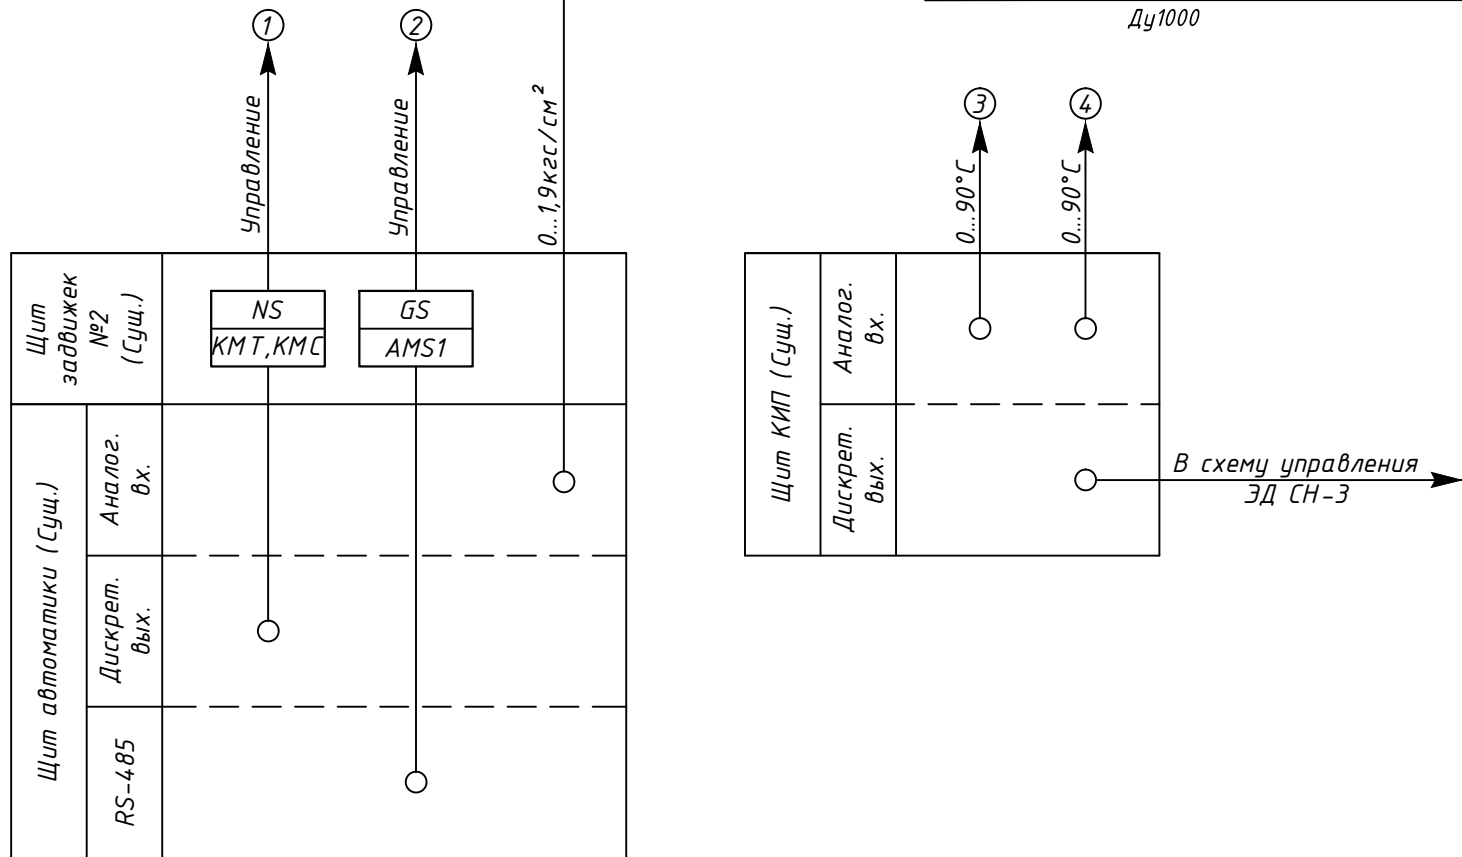 Ду1000
1
2
3
4
Управление
Управление
0...1,9кгс/см²
0...90°С
0...90°С
Щит
задвижек
№2
(Сущ.)
NS
КМТ,КМС
GS
AMS1
Щит автоматики (Сущ.)
Аналог.
вх.
Дискрет.
вых.
RS-485
Щит КИП (Сущ.)
Аналог.
вх.
Дискрет.
вых.
В схему управления
ЭД СН-3